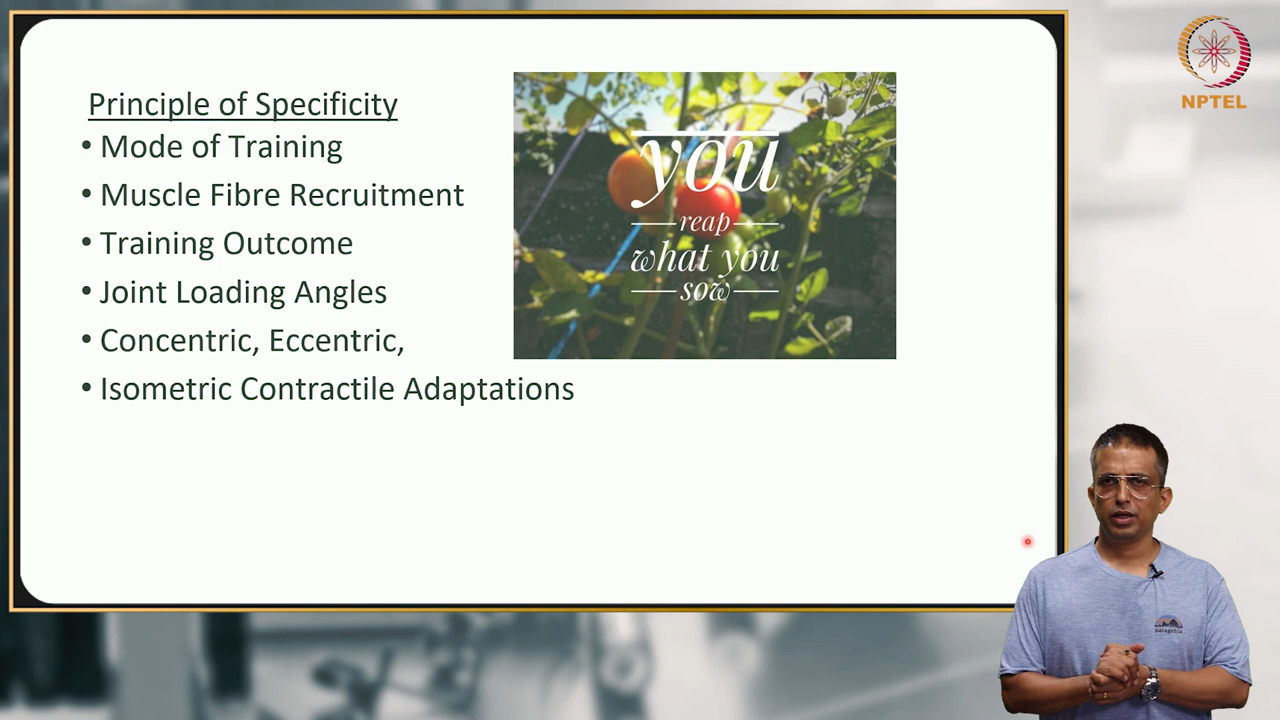 Principle of Specificity
• Mode of Training
• Muscle Fibre Recruitment
• Training Outcome
• Joint Loading Angles
• Concentric, Eccentric,
• Isometric Contractile Adaptations
you
reap
what you
sow
NPTEL
patagonia